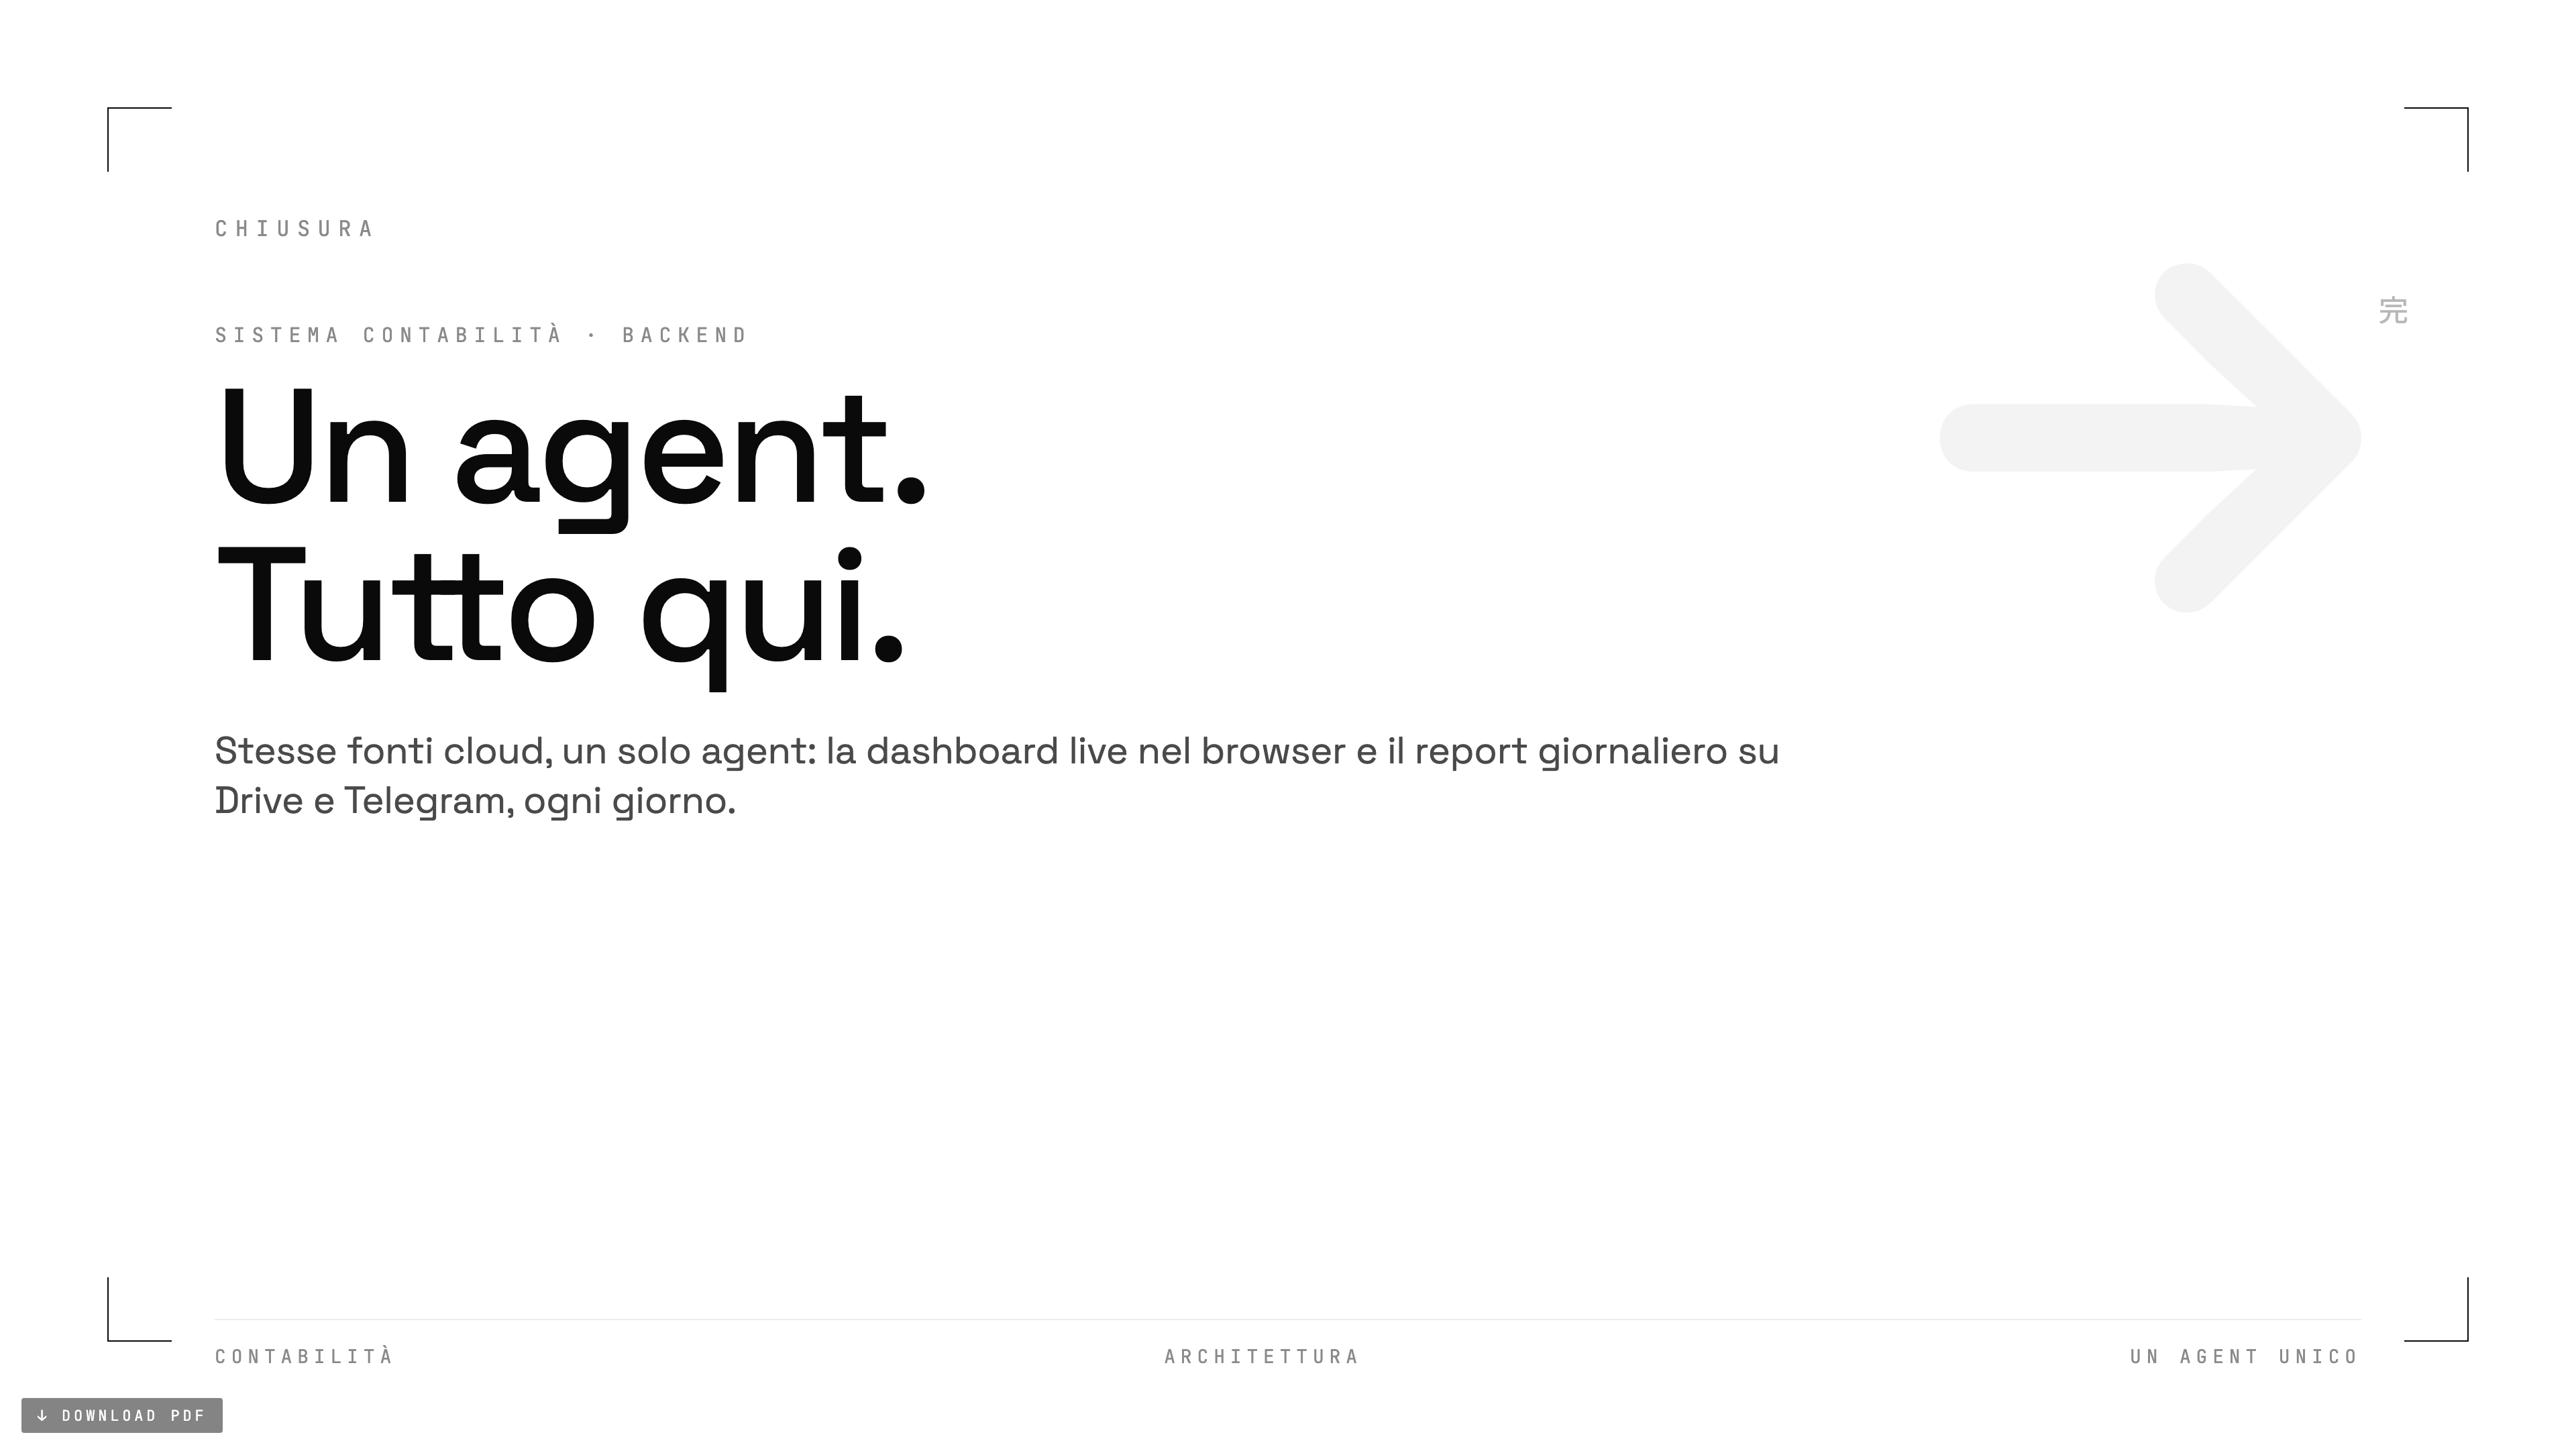 CHIUSURA
完
SISTEMA CONTABILITÀ · BACKEND
Un agent.
Tutto qui.
Stesse fonti cloud, un solo agent: la dashboard live nel browser e il report giornaliero su
Drive e Telegram, ogni giorno.
CONTABILITÀ
ARCHITETTURA
UN AGENT UNICO
↓ DOWNLOAD PDF